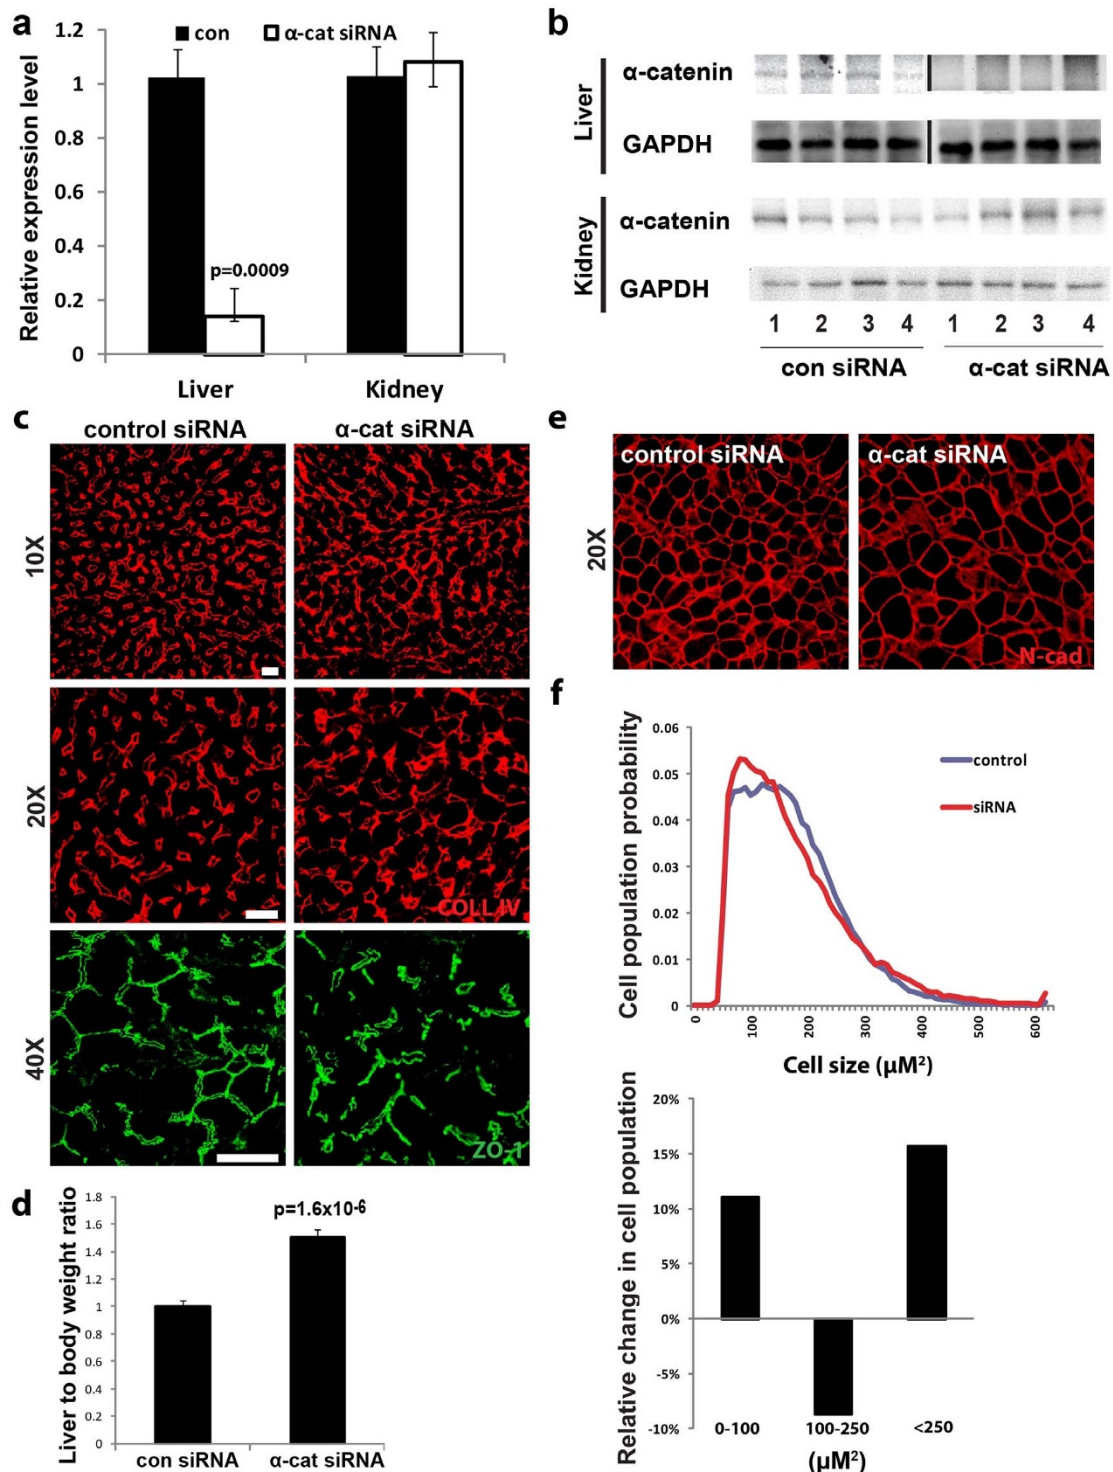 a
con
α-cat siRNA
Relative expression level
1.2
1
0.8
0.6
0.4
0.2
0
p=0.0009
Liver
Kidney
b
Liver
α-catenin
GAPDH
Kidney
α-catenin
GAPDH
1 2 3 4 1 2 3 4
con siRNA
α-cat siRNA
c
control siRNA
α-cat siRNA
10X
20X
COLL IV
40X
ZO-1
d
Liver to body weight ratio
1.8
1.6
1.4
1.2
1
0.8
0.6
0.4
0.2
0
p=1.6x10-6
con siRNA
α-cat siRNA
e
control siRNA
α-cat siRNA
20X
N-cad
f
Cell population probability
0.06
0.05
0.04
0.03
0.02
0.01
0
control
siRNA
0 100 200 300 400 500 600
Cell size (μM²)
Relative change in cell population
20%
15%
10%
5%
0%
-5%
-10%
0-100
100-250
<250
(μM²)